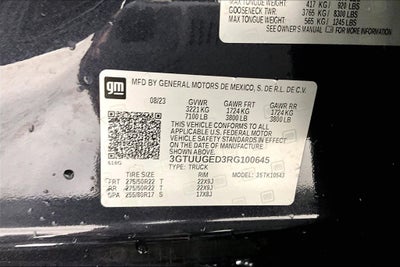 MAX TONGUE WEIGHT 417 KG/ 920 LBS
GOOSENECK TWR 3765 KG/ 8300 LBS
MAX TONGUE WEIGHT 565 KG/ 1245 LBS
SEE OWNER'S MANUAL FOR
gm
MFD BY GENERAL MOTORS DE MEXICO, S. DE R.L. DE C.V.
08/23 GVWR GAWR FRT GAWR RR
3221 KG 1724 KG 1724 KG
7100 LB 3800 LB 3800 LB
THIS VEHICLE CONFORMS TO ALL
APPLICABLE U.S. FEDERAL MOTOR
VEHICLE SAFETY STANDARDS IN
EFFECT ON THE DATE OF
MANUFACTURE SHOWN ABOVE.
3GTUUGED3RG100645
TYPE: TRUCK
TIRE SIZE RIM MODEL:
FRT 275/50R22 T 22X9J
RR 275/50R22 T 22X9J
SPA 255/80R17 S 17X8J